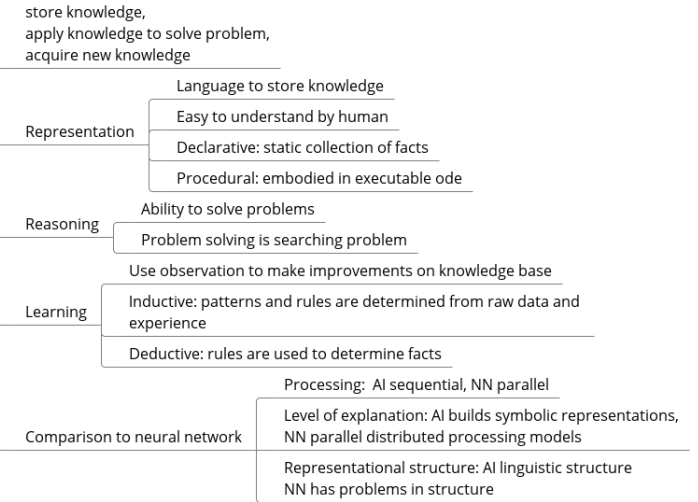 store knowledge,
apply knowledge to solve problem,
acquire new knowledge
Representation
Language to store knowledge
Easy to understand by human
Declarative: static collection of facts
Procedural: embodied in executable ode
Reasoning
Ability to solve problems
Problem solving is searching problem
Learning
Use observation to make improvements on knowledge base
Inductive: patterns and rules are determined from raw data and
experience
Deductive: rules are used to determine facts
Comparison to neural network
Processing:  AI sequential, NN parallel
Level of explanation: AI builds symbolic representations,
NN parallel distributed processing models
Representational structure: AI linguistic structure
NN has problems in structure